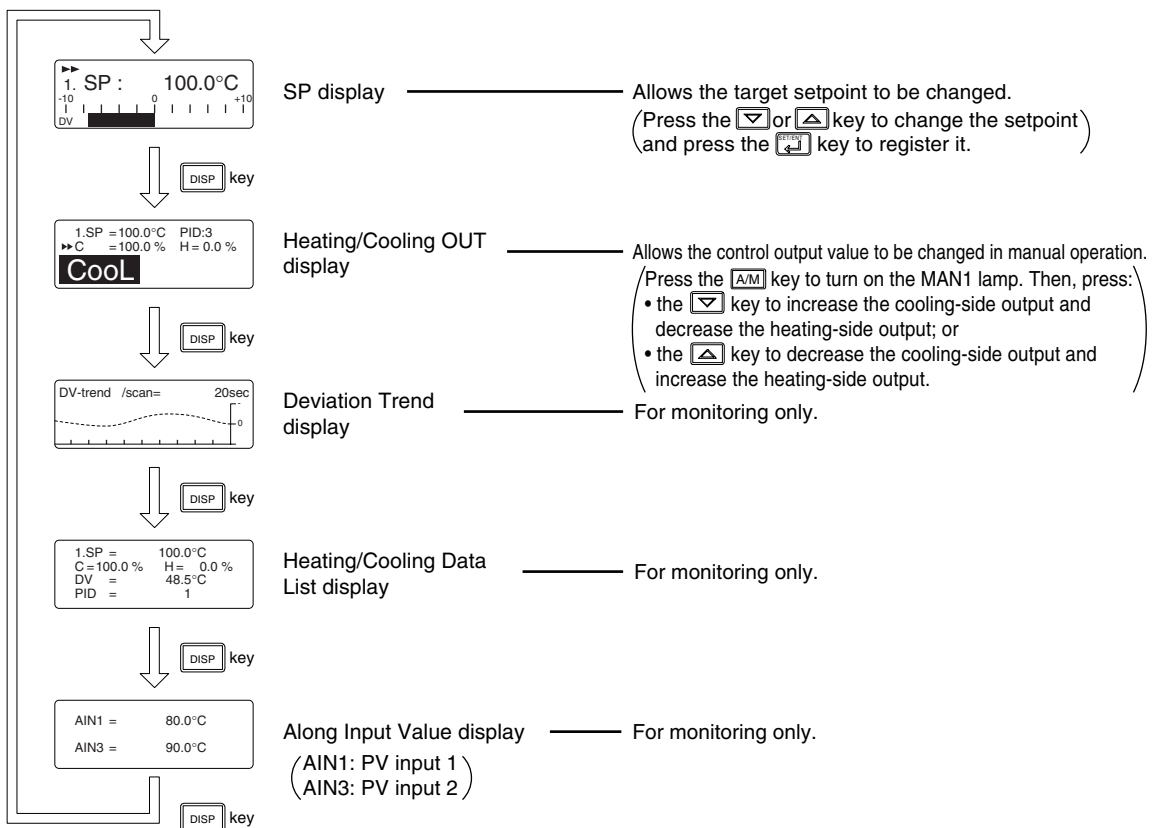 1. SP : 100.0°C
-10 0 +10
DV
SP display
Allows the target setpoint to be changed.
Press the ▽ or △ key to change the setpoint
and press the SET/ENT key to register it.
DISP key
1.SP =100.0°C PID:3
C =100.0 % H = 0.0 %
CooL
Heating/Cooling OUT
display
Allows the control output value to be changed in manual operation.
Press the A/M key to turn on the MAN1 lamp. Then, press:
• the ▽ key to increase the cooling-side output and
decrease the heating-side output; or
• the △ key to decrease the cooling-side output and
increase the heating-side output.
DISP key
DV-trend /scan= 20sec
0
Deviation Trend
display
For monitoring only.
DISP key
1.SP = 100.0°C
C =100.0 % H = 0.0 %
DV = 48.5°C
PID = 1
Heating/Cooling Data
List display
For monitoring only.
DISP key
AIN1 = 80.0°C
AIN3 = 90.0°C
Along Input Value display
For monitoring only.
AIN1: PV input 1
AIN3: PV input 2
DISP key